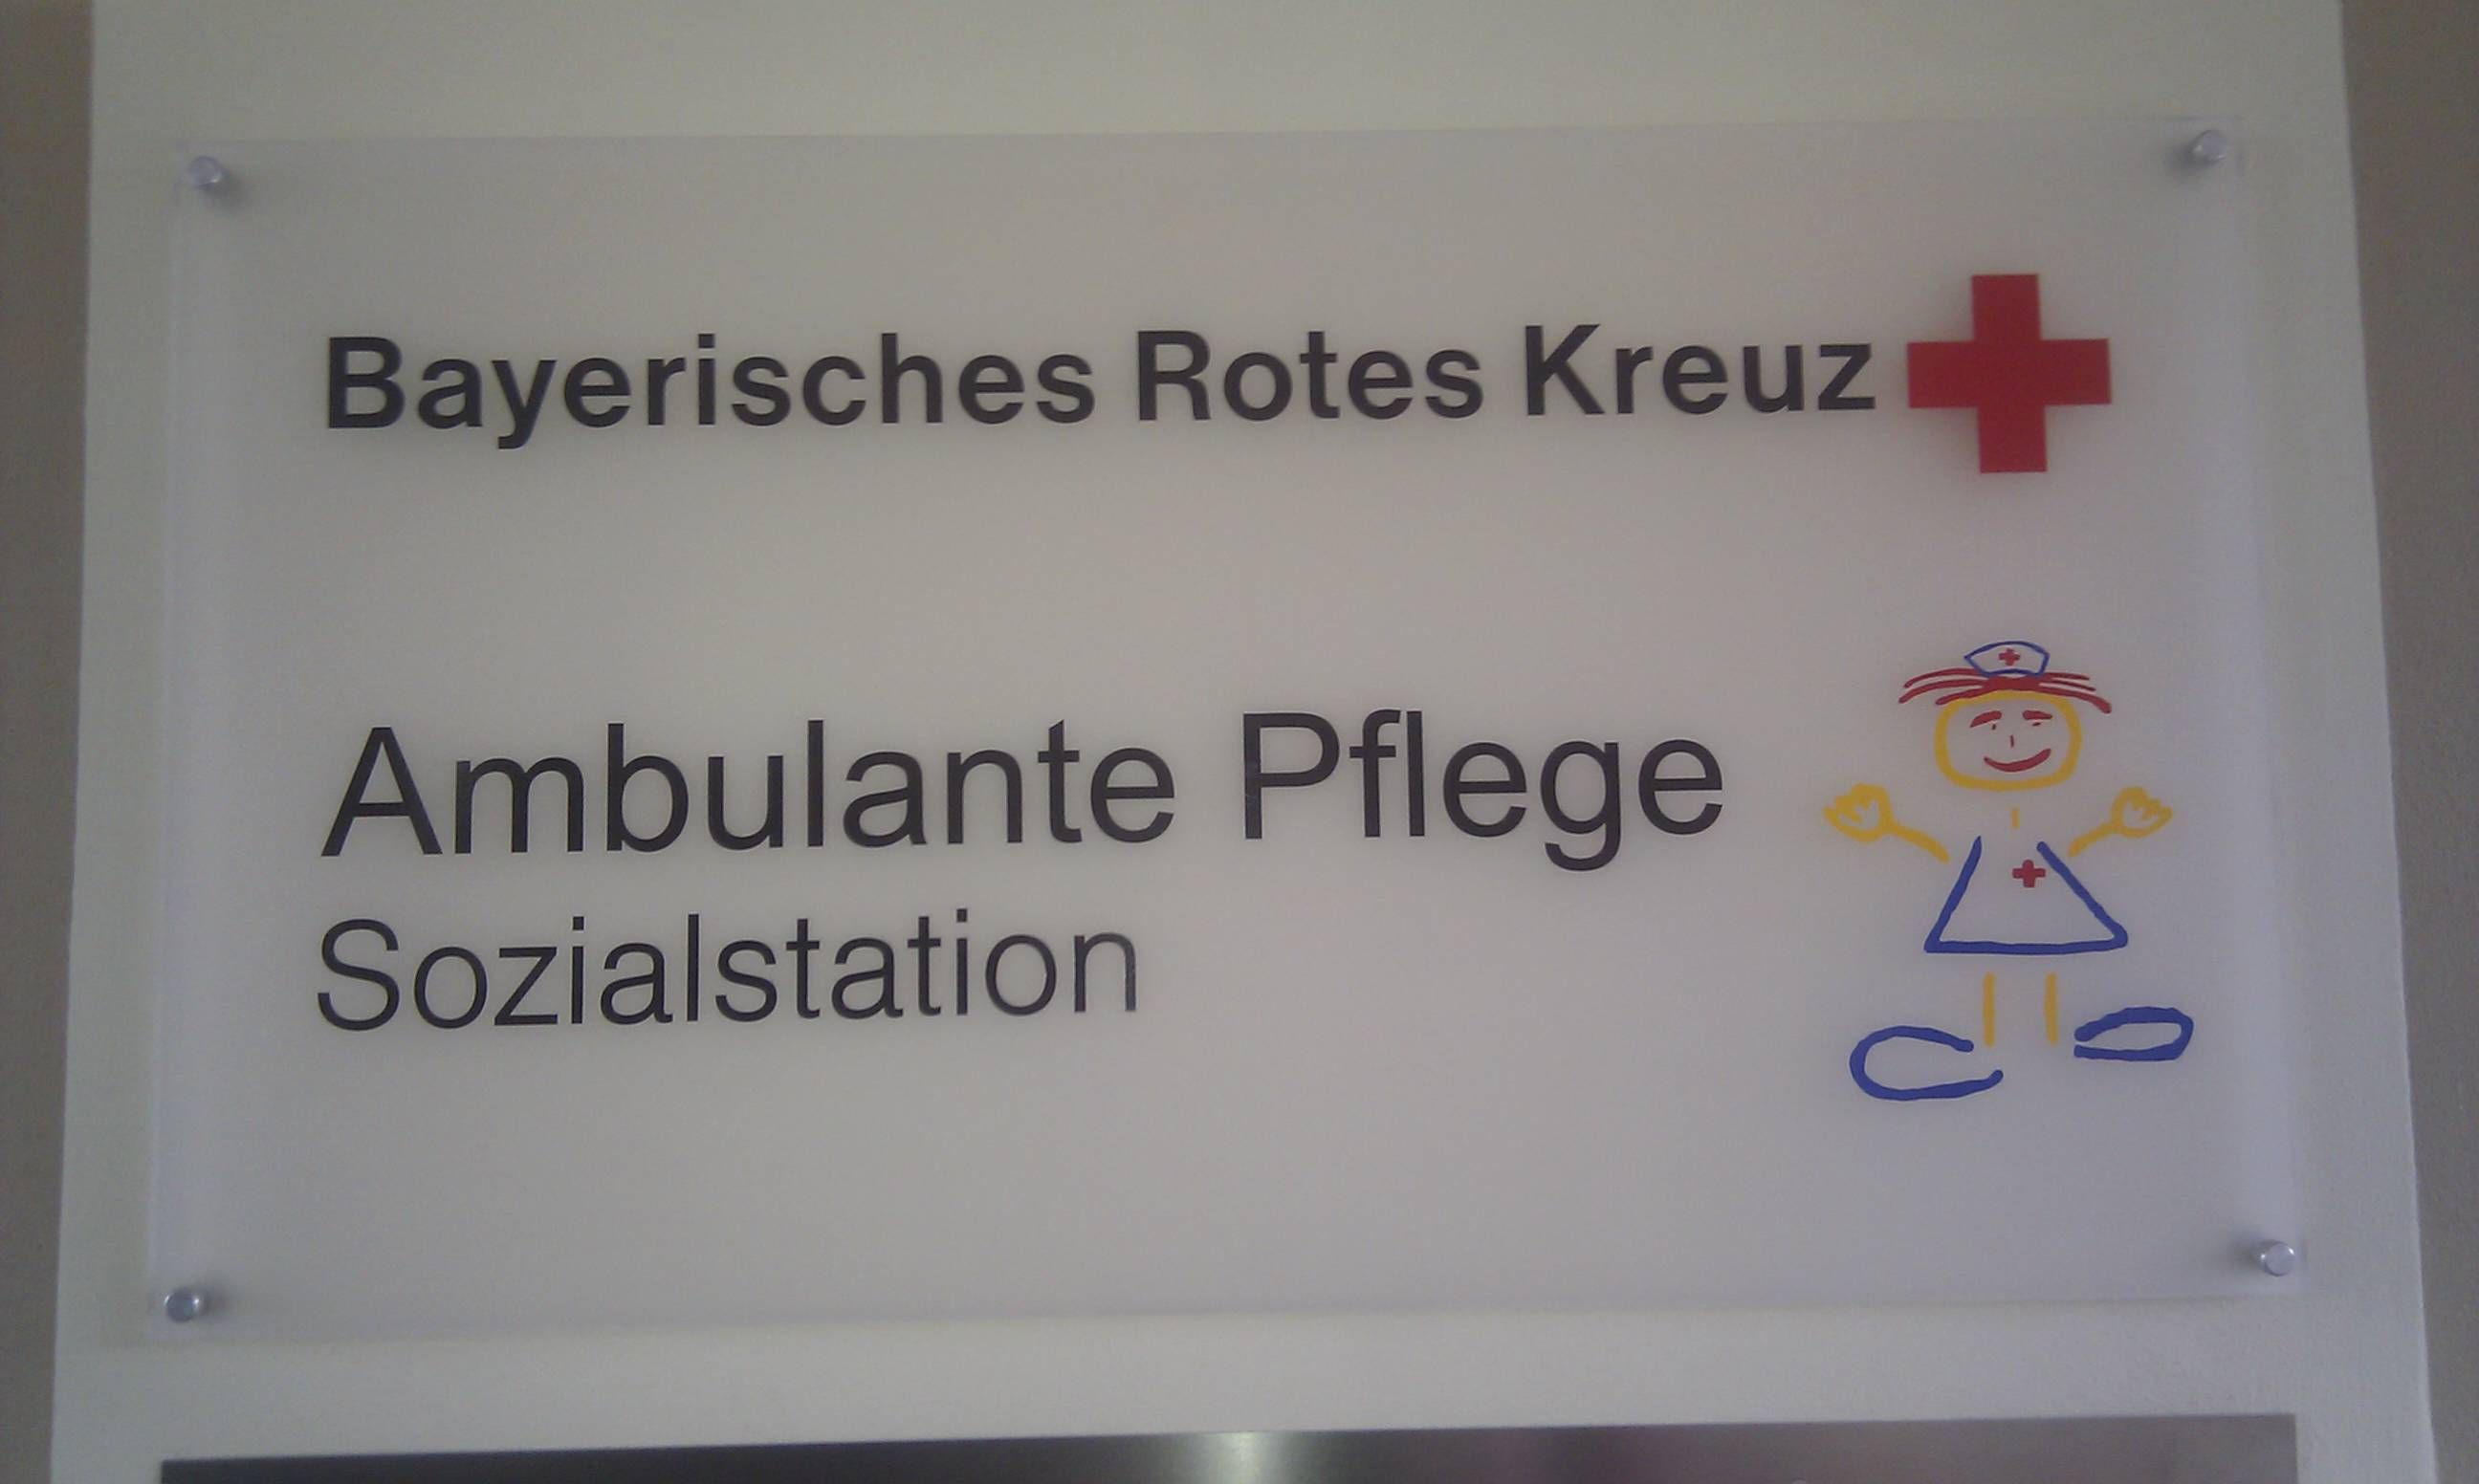 Bayerisches Rotes Kreuz
Ambulante Pflege
Sozialstation